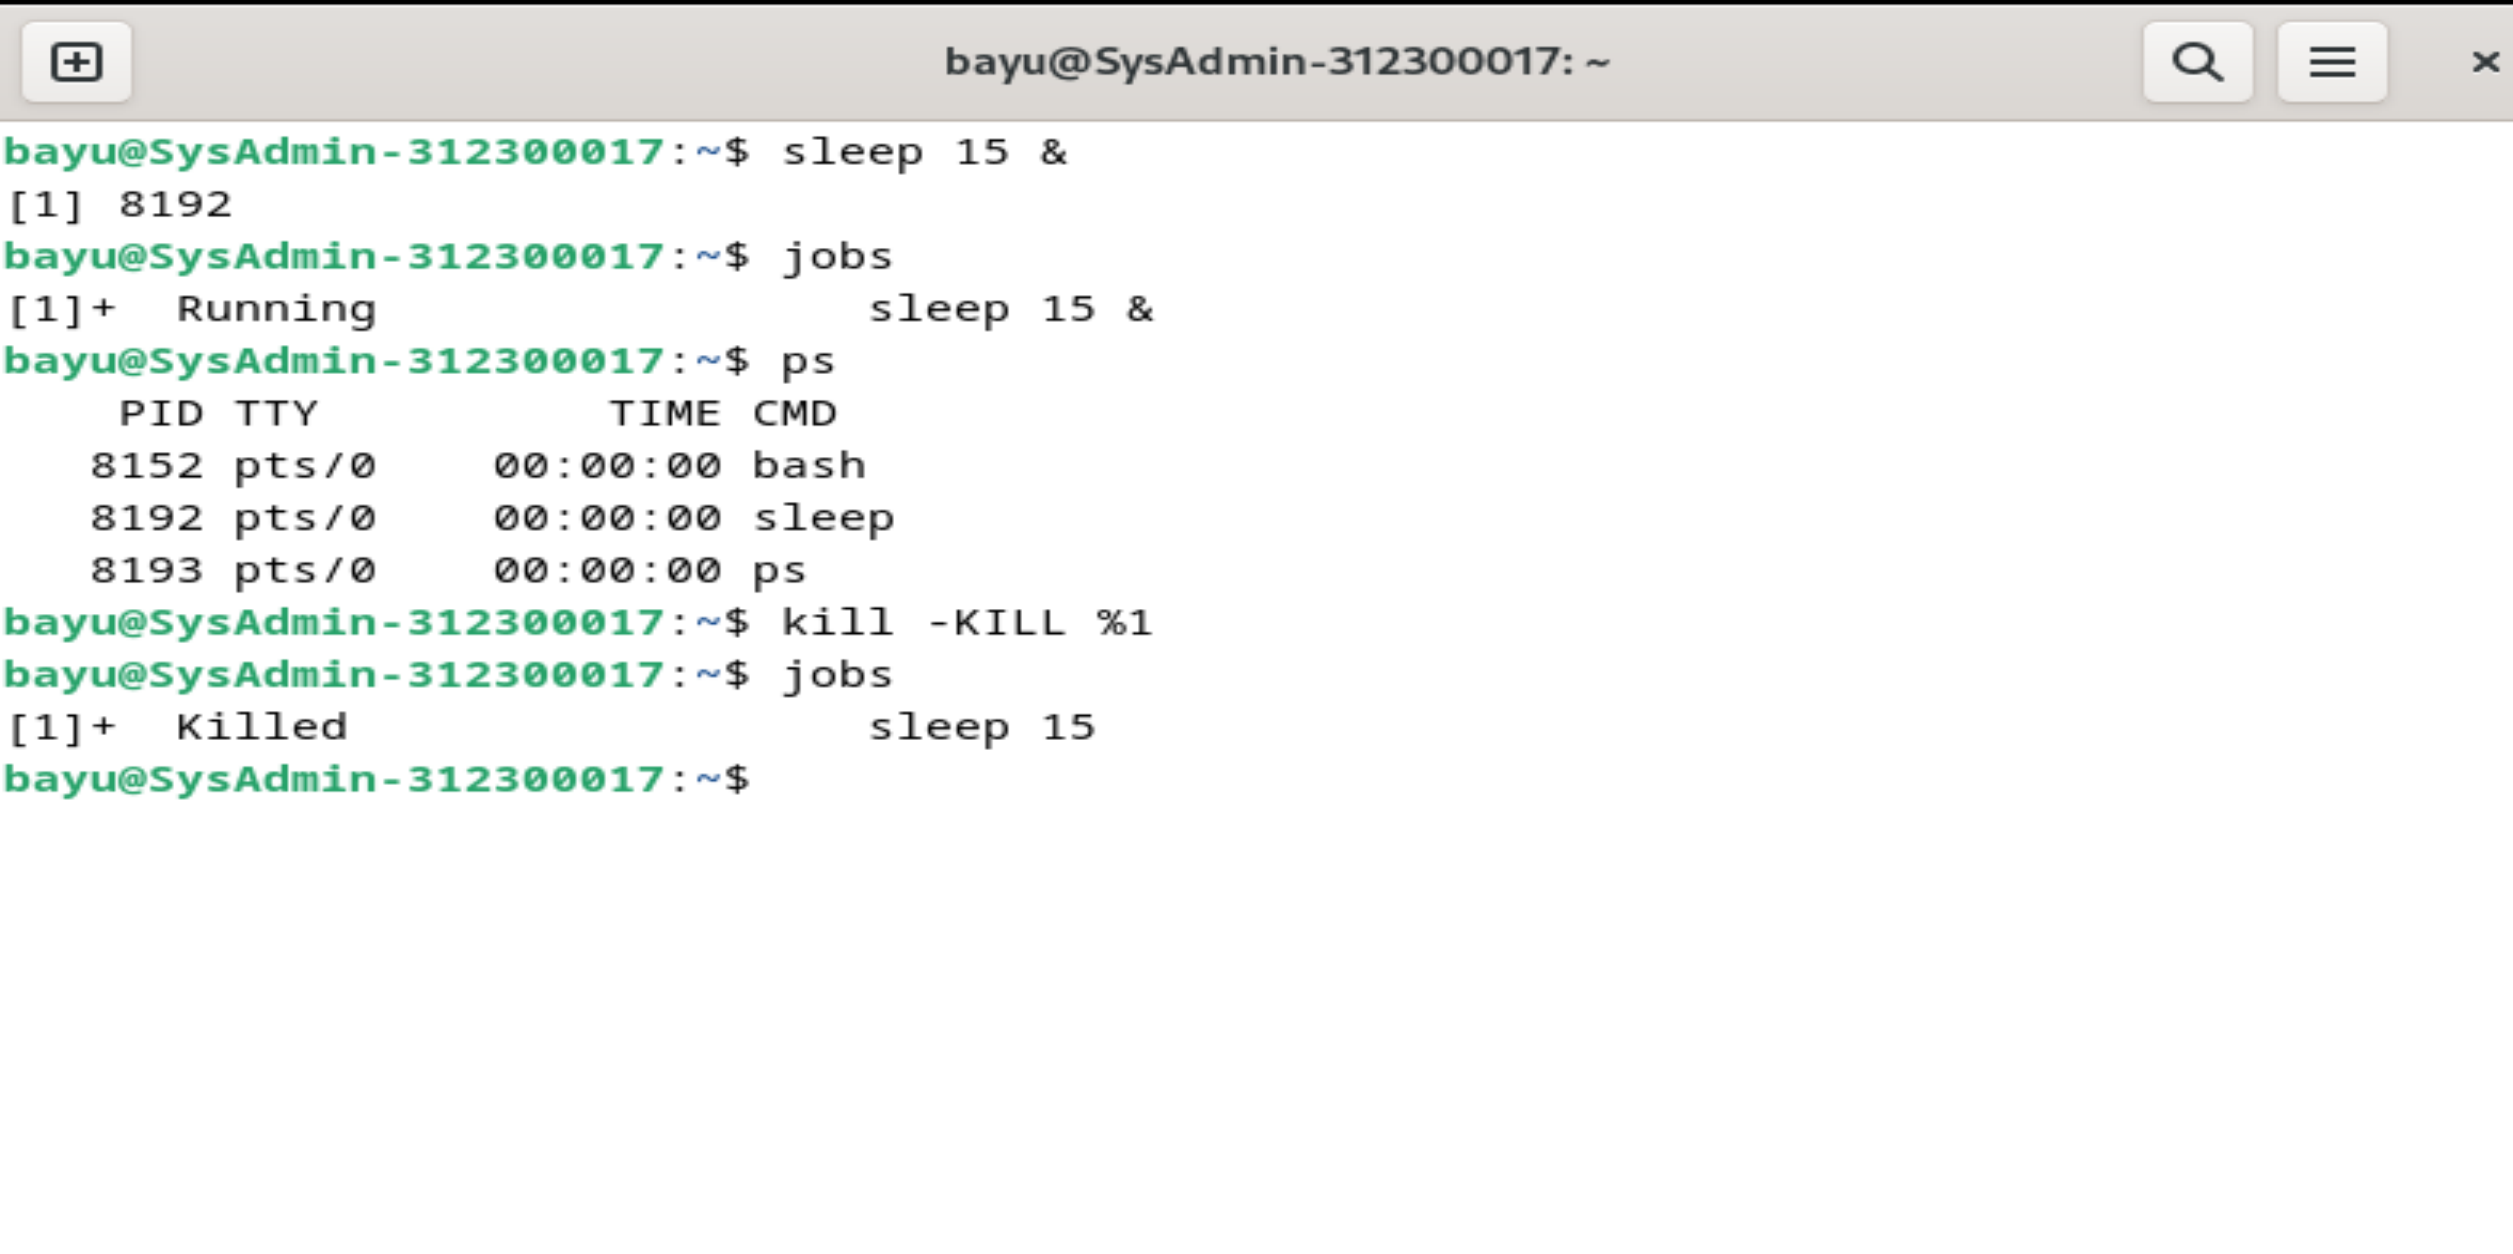 bayu@SysAdmin-312300017: ~
bayu@SysAdmin-312300017:~$ sleep 15 &
[1] 8192
bayu@SysAdmin-312300017:~$ jobs
[1]+  Running                 sleep 15 &
bayu@SysAdmin-312300017:~$ ps
    PID TTY          TIME CMD
   8152 pts/0    00:00:00 bash
   8192 pts/0    00:00:00 sleep
   8193 pts/0    00:00:00 ps
bayu@SysAdmin-312300017:~$ kill -KILL %1
bayu@SysAdmin-312300017:~$ jobs
[1]+  Killed                  sleep 15
bayu@SysAdmin-312300017:~$